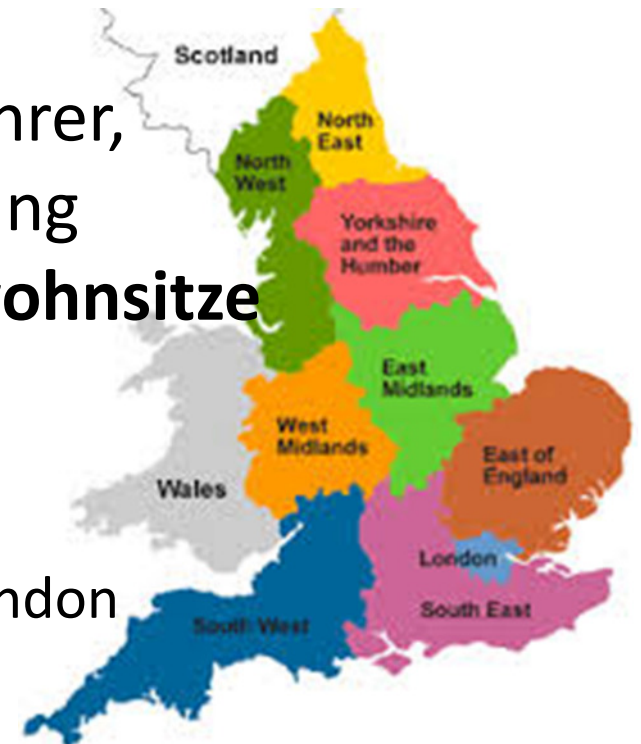 Scotland
hrer,
North
East
North
West
ng
Yorkshire
and the
Humber
ohnsitze
East
Midlands
West
Midlands
East of
England
Wales
London
ndon
South East
South West